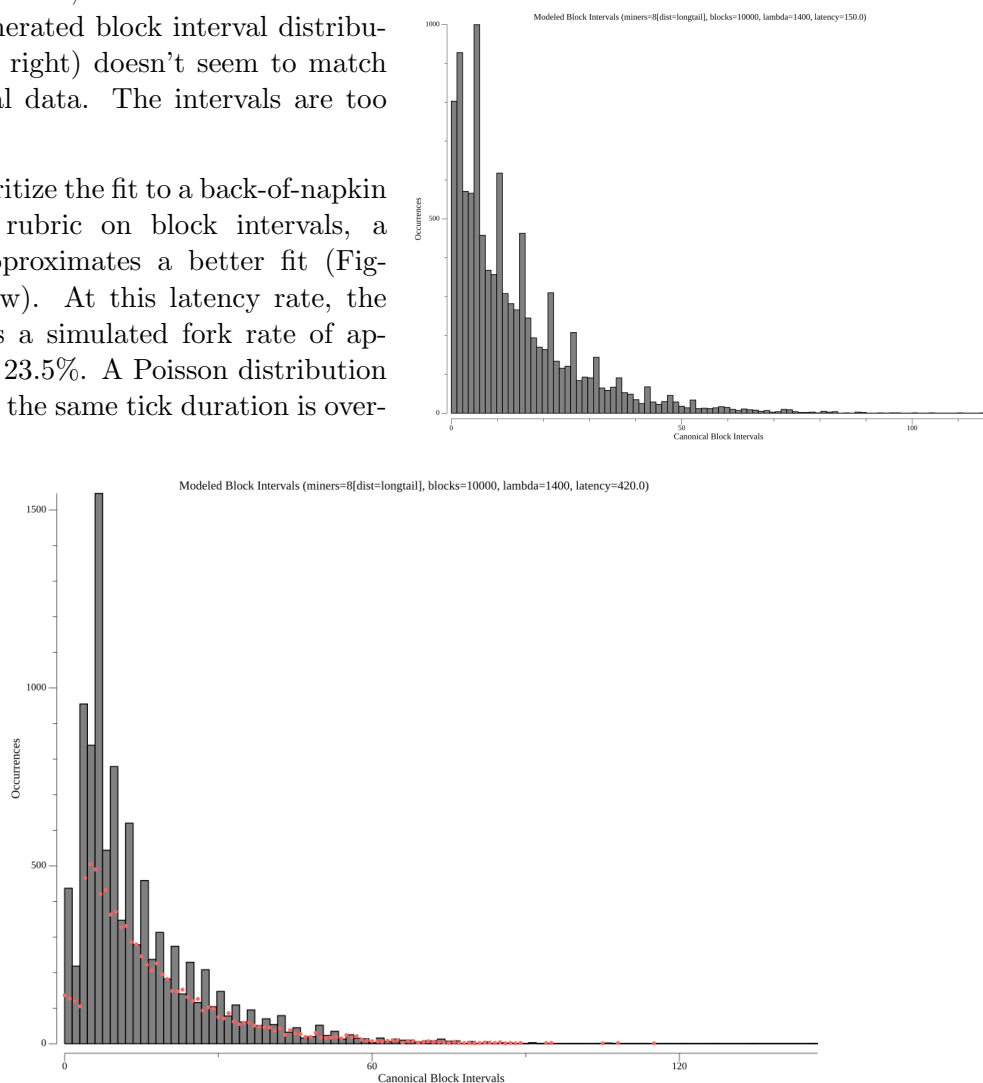 nerated block interval distribu-
right) doesn't seem to match
al data. The intervals are too
ritize the fit to a back-of-napkin
rubric on block intervals, a
pproximates a better fit (Fig-
w). At this latency rate, the
s a simulated fork rate of ap-
23.5%. A Poisson distribution
the same tick duration is over-
Modeled Block Intervals (miners=8[dist=longtail], blocks=10000, lambda=1400, latency=150.0)
1000
500
0
Occurrences
0 50 100
Canonical Block Intervals
Modeled Block Intervals (miners=8[dist=longtail], blocks=10000, lambda=1400, latency=420.0)
1500
1000
500
0
Occurrences
0 60 120
Canonical Block Intervals